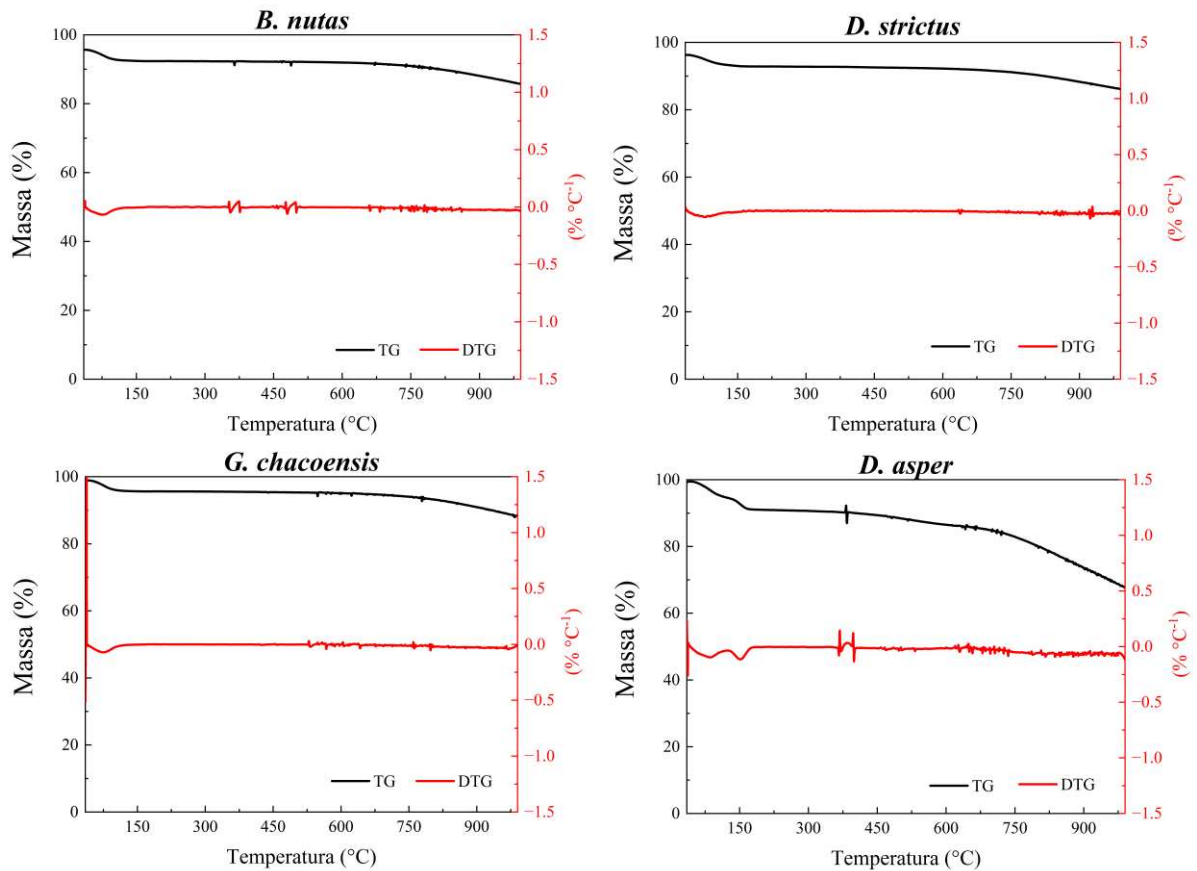 B. nutas
100
80
60
40
20
0
Massa (%)
1.5
1.0
0.5
0.0
−0.5
−1.0
−1.5
(% °C-1)
TG DTG
150 300 450 600 750 900
Temperatura (°C)
D. strictus
100
80
60
40
20
0
Massa (%)
1.5
1.0
0.5
0.0
−0.5
−1.0
−1.5
(% °C-1)
TG DTG
150 300 450 600 750 900
Temperatura (°C)
G. chacoensis
100
80
60
40
20
0
Massa (%)
1.5
1.0
0.5
0.0
−0.5
−1.0
−1.5
(% °C-1)
TG DTG
150 300 450 600 750 900
Temperatura (°C)
D. asper
100
80
60
40
20
0
Massa (%)
1.5
1.0
0.5
0.0
−0.5
−1.0
−1.5
(% °C-1)
TG DTG
150 300 450 600 750 900
Temperatura (°C)